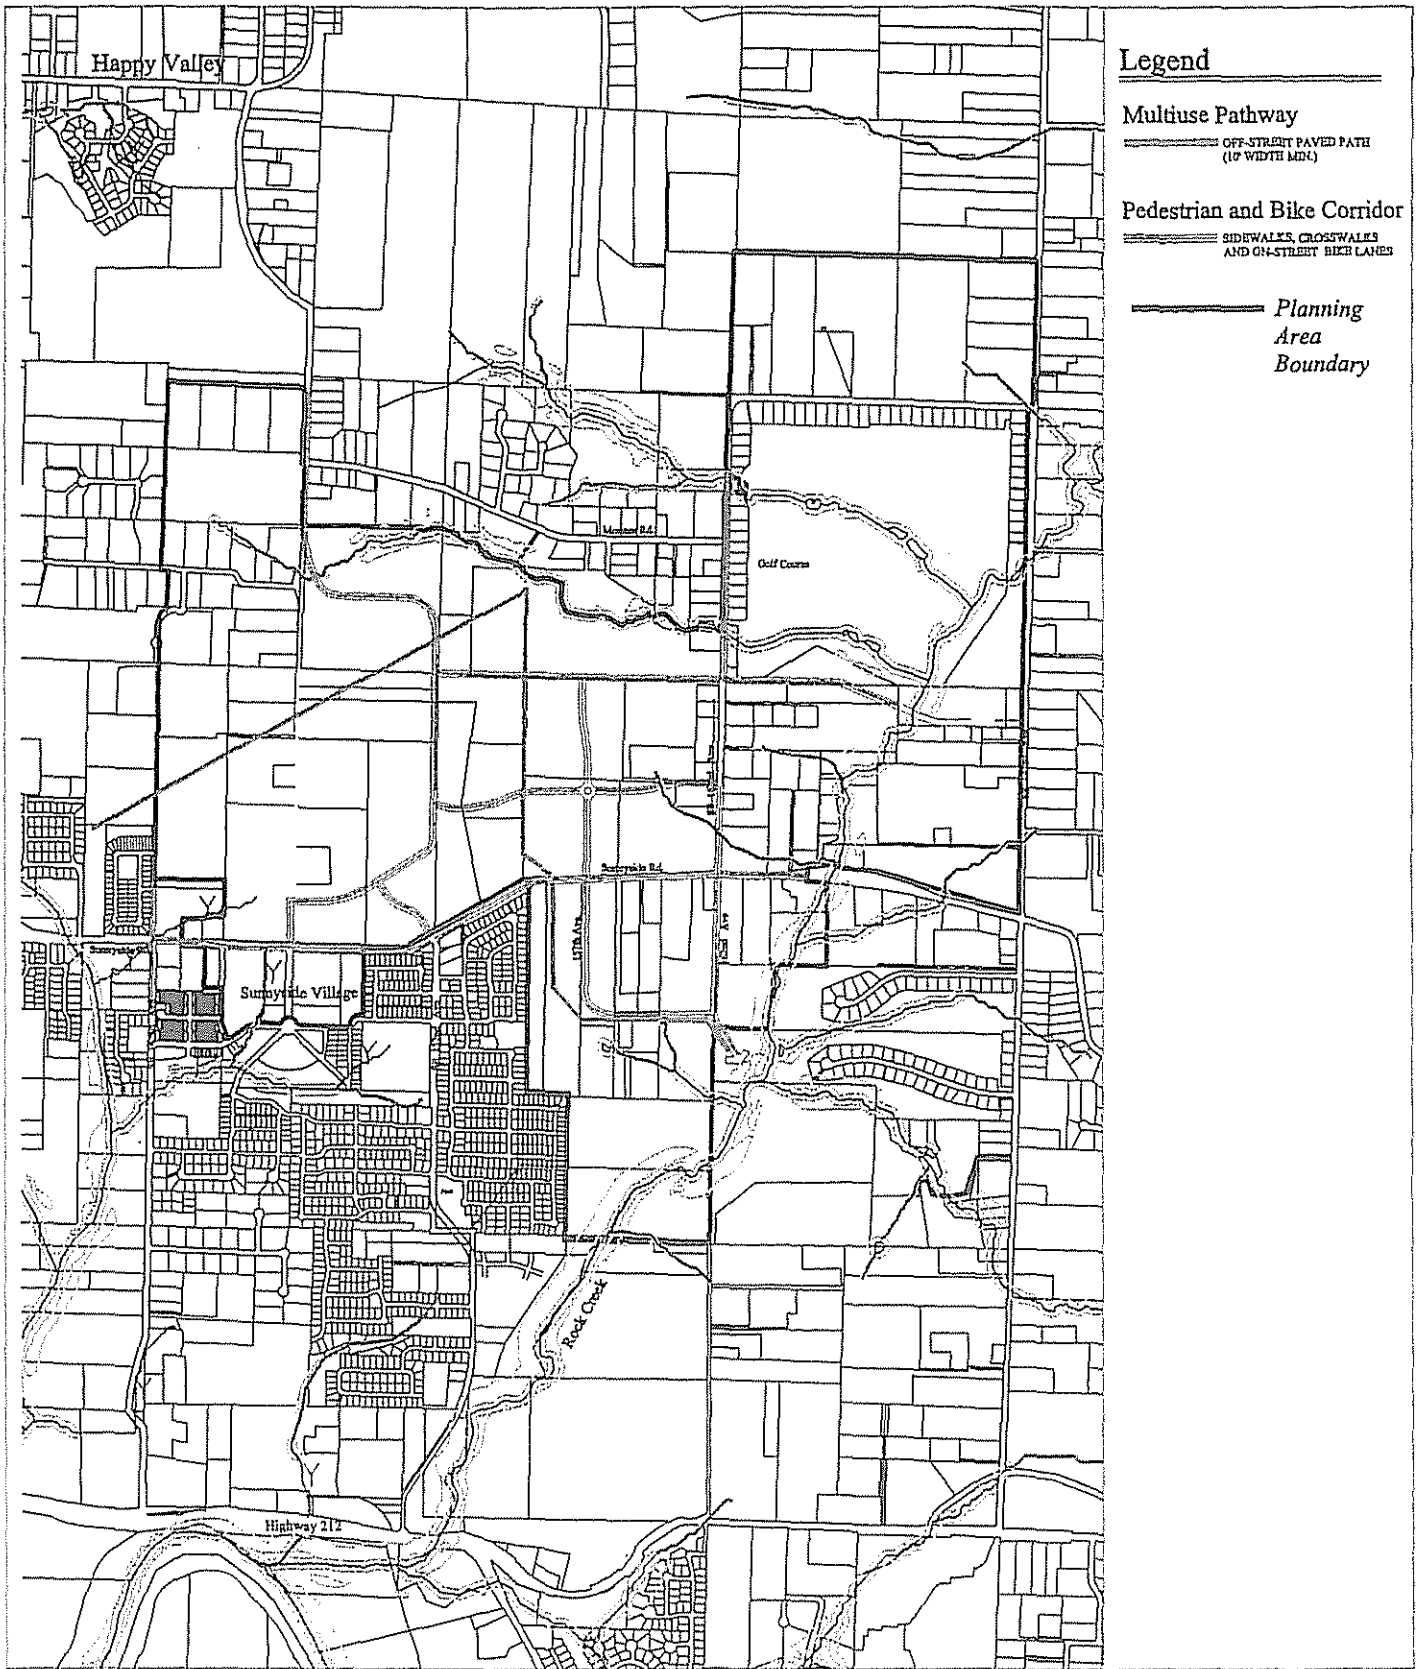 Happy Valley
Legend
Multiuse Pathway
OFF-STREET PAVED PATH
(10' WIDTH MIN.)
Pedestrian and Bike Corridor
SIDEWALKS, CROSSWALKS
AND ON-STREET BIKE LANES
Planning
Area
Boundary
Golf Course
Sunnyside Rd.
Sunnyside Village
Rock Creek
Highway 212